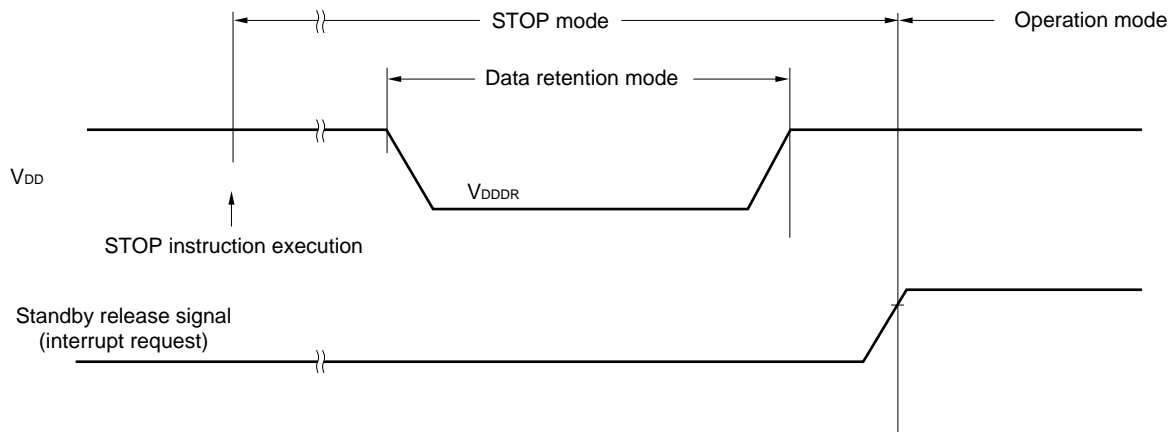 STOP mode
Operation mode
Data retention mode
VDD
VDDDR
STOP instruction execution
Standby release signal
(interrupt request)